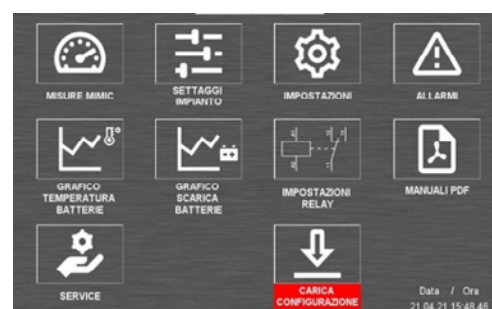 MISURE MIMIC
SETTAGGI
IMPIANTO
IMPOSTAZIONI
ALLARMI
GRAFICO
TEMPERATURA
BATTERIE
GRAFICO
SCARICA
BATTERIE
IMPOSTAZIONI
RELAY
MANUALI PDF
SERVICE
CARICA
CONFIGURAZIONE
Data / Ora
21.04.21 15:48.46